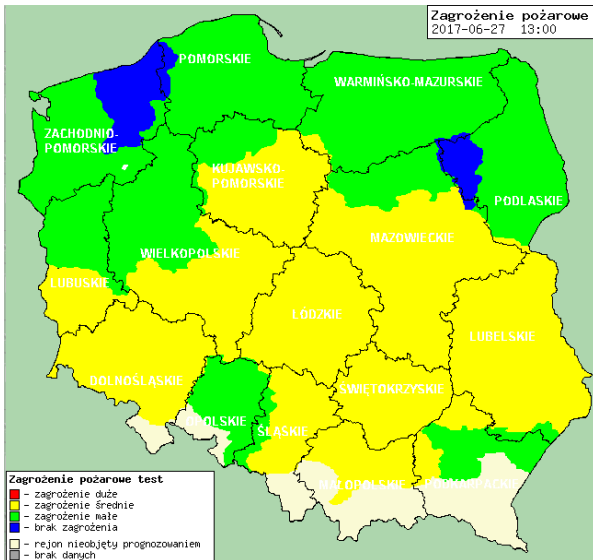 Zagrożenie pożarowe
2017-06-27 13:00
POMORSKIE
WARMIŃSKO-MAZURSKIE
ZACHODNIO-
POMORSKIE
KUJAWSKO-
POMORSKIE
PODLASKIE
MAZOWIECKIE
WIELKOPOLSKIE
LUBUSKIE
ŁÓDZKIE
LUBELSKIE
DOLNOŚLĄSKIE
ŚWIĘTOKRZYSKIE
OPOLSKIE
ŚLĄSKIE
MAŁOPOLSKIE
PODKARPACKIE
Zagrożenie pożarowe test
- zagrożenie duże
- zagrożenie średnie
- zagrożenie małe
- brak zagrożenia
- rejon nieobjęty prognozowaniem
- brak danych